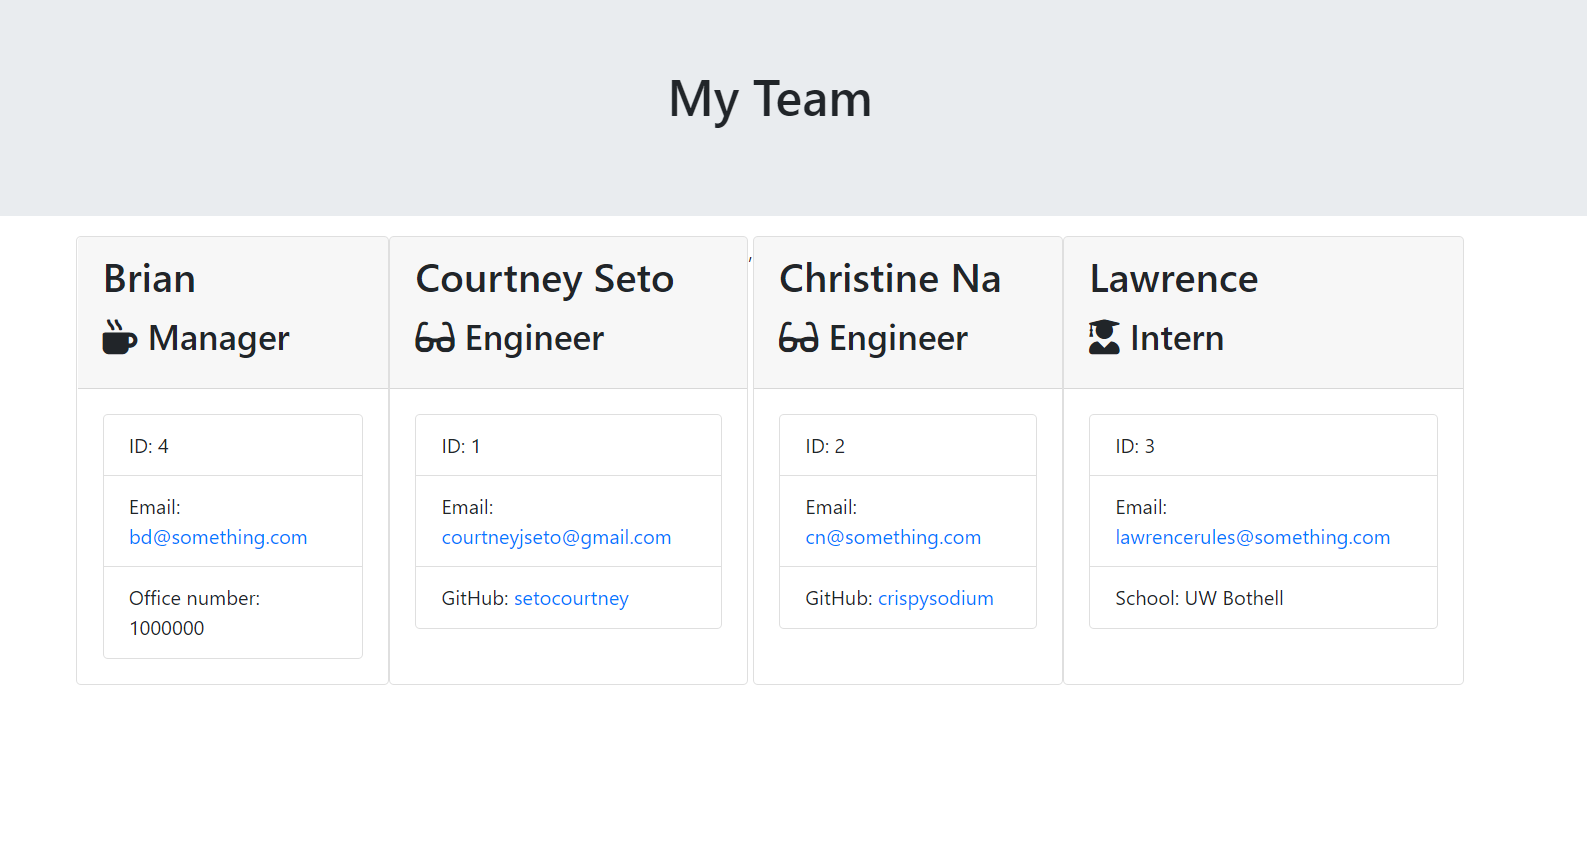 My Team
Brian
Manager
ID: 4
Email:
bd@something.com
Office number:
1000000
Courtney Seto
Engineer
ID: 1
Email:
courtneyjseto@gmail.com
GitHub: setocourtney
,
Christine Na
Engineer
ID: 2
Email:
cn@something.com
GitHub: crispysodium
Lawrence
Intern
ID: 3
Email:
lawrencerules@something.com
School: UW Bothell